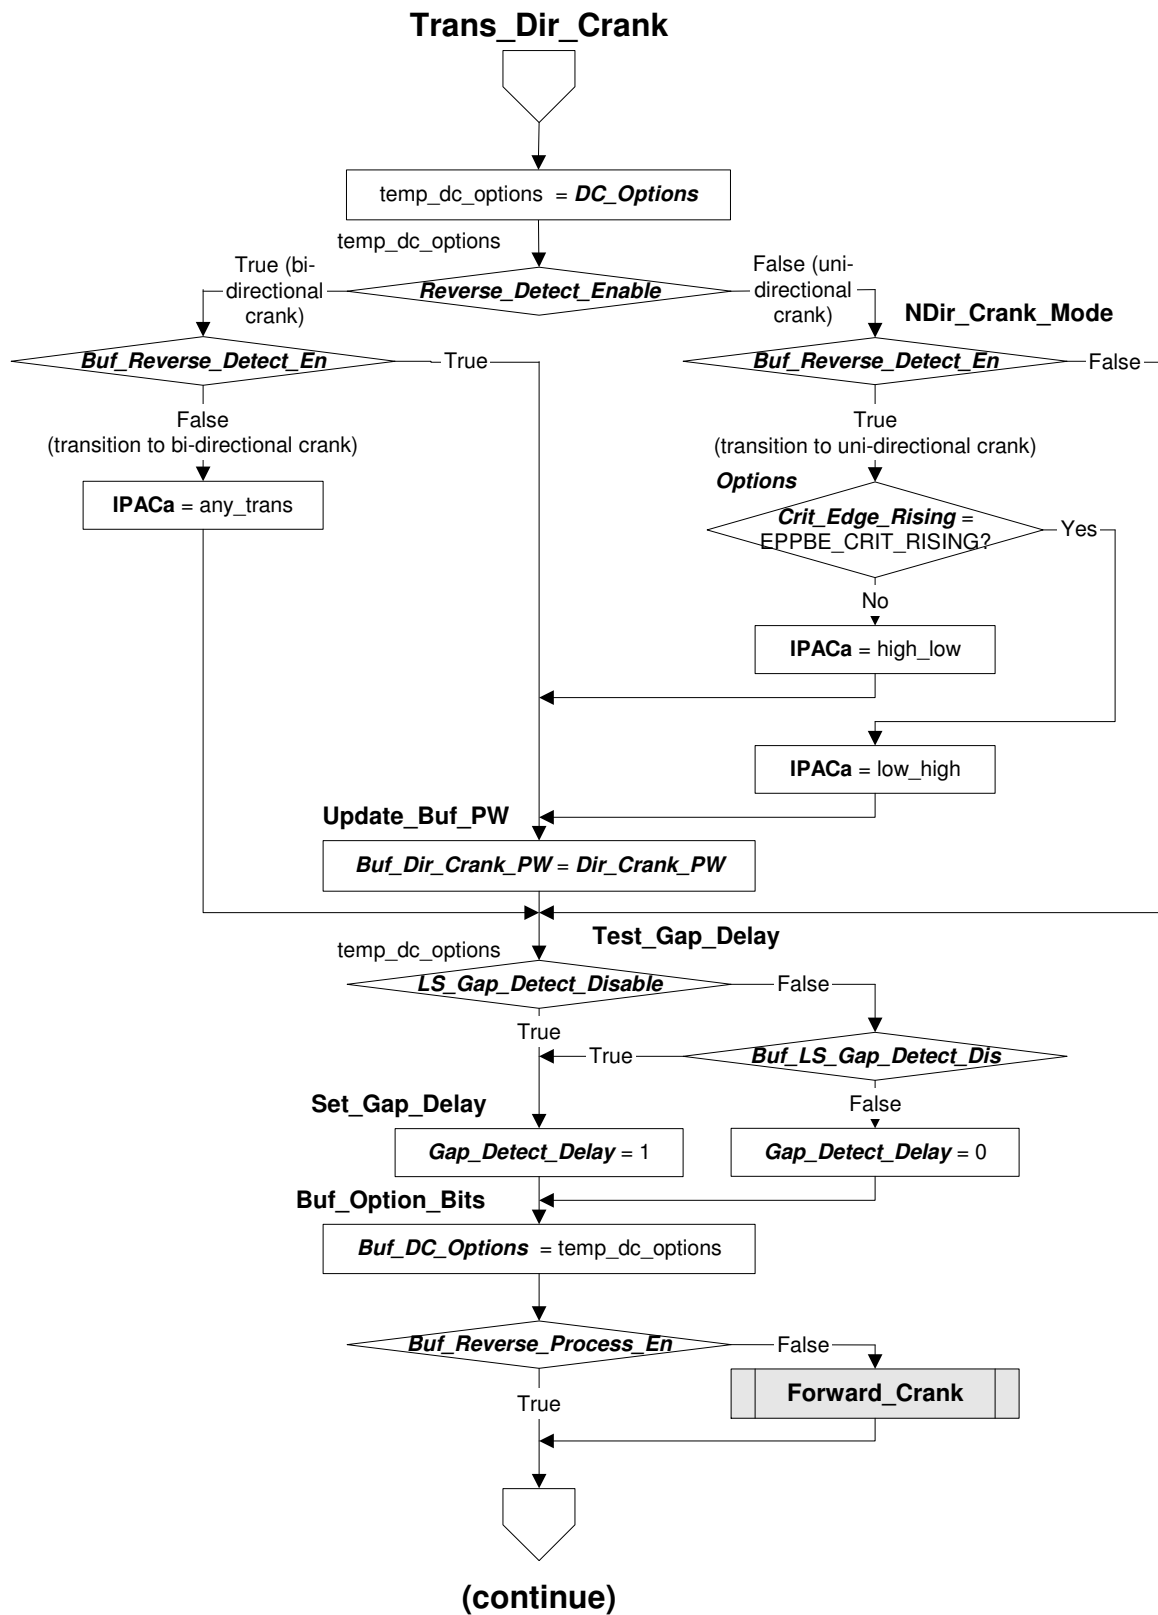 Trans_Dir_Crank
temp_dc_options = DC_Options
temp_dc_options
True (bi-
directional
crank)
Reverse_Detect_Enable
False (uni-
directional
crank)
NDir_Crank_Mode
Buf_Reverse_Detect_En
True
Buf_Reverse_Detect_En
False
False
(transition to bi-directional crank)
True
(transition to uni-directional crank)
IPACa = any_trans
Options
Crit_Edge_Rising =
EPPBE_CRIT_RISING?
Yes
No
IPACa = high_low
IPACa = low_high
Update_Buf_PW
Buf_Dir_Crank_PW = Dir_Crank_PW
Test_Gap_Delay
temp_dc_options
LS_Gap_Detect_Disable
False
True
True
Buf_LS_Gap_Detect_Dis
False
Set_Gap_Delay
Gap_Detect_Delay = 1
Gap_Detect_Delay = 0
Buf_Option_Bits
Buf_DC_Options = temp_dc_options
Buf_Reverse_Process_En
False
True
Forward_Crank
(continue)